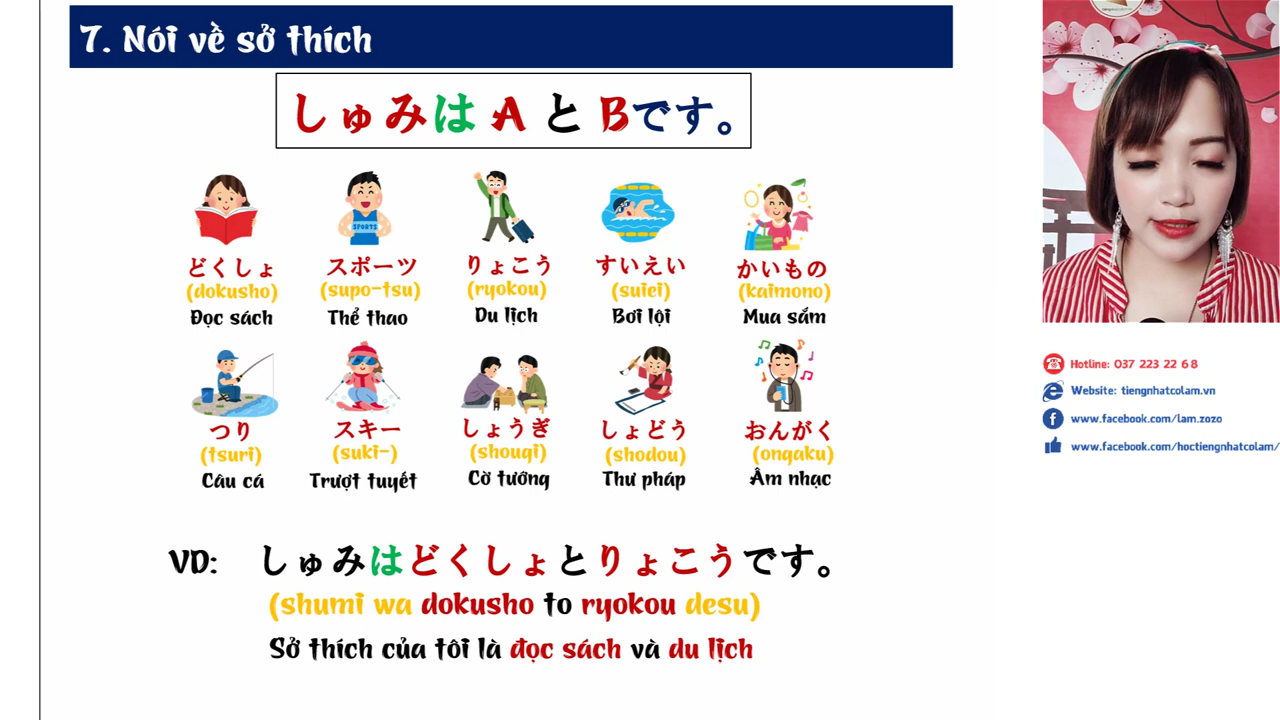 7. Nói về sở thích
しゅみは A と Bです。
SPORTS
どくしょ スポーツ りょこう すいえい かいもの
(dokusho) (supo-tsu) (ryokou) (suiei) (kaimono)
Đọc sách Thể thao Du lịch Bơi lội Mua sắm
つり スキー しょうぎ しょどう おんがく
(tsuri) (suki-) (shougi) (shodou) (ongaku)
Câu cá Trượt tuyết Cờ tướng Thư pháp Âm nhạc
VD: しゅみはどくしょとりょこうです。
(shumi wa dokusho to ryokou desu)
Sở thích của tôi là đọc sách và du lịch
Hotline: 037 223 22 68
Website: tiengnhatcolam.vn
www.facebook.com/lam.zozo
www.facebook.com/hoctiengnhatcolam/